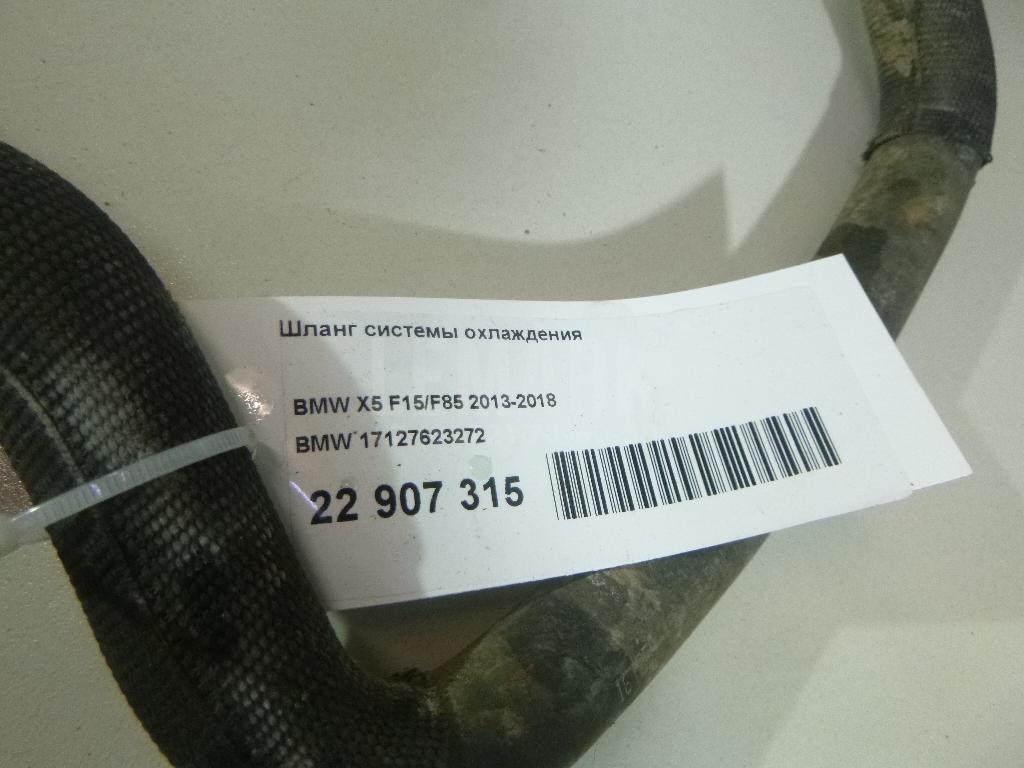 Шланг системы охлаждения
BMW X5 F15/F85 2013-2018
BMW 17127623272
22 907 315